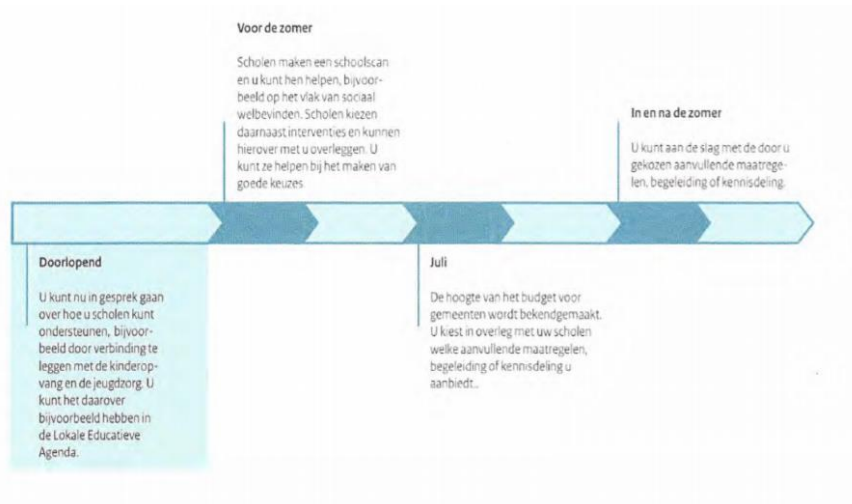 Voor de zomer
Scholen maken een schoolscan
en u kunt hen helpen, bijvoor-
beeld op het vlak van sociaal
welbevinden. Scholen kiezen
daarnaast interventies en kunnen
hierover met u overleggen. U
kunt ze helpen bij het maken van
goede keuzes.
In en na de zomer
U kunt aan de slag met de door u
gekozen aanvullende maatrege-
len, begeleiding of kennisdeling.
Doorlopend
U kunt nu in gesprek gaan
over hoe u scholen kunt
ondersteunen, bijvoor-
beeld door verbinding te
leggen met de kinderop-
vang en de jeugdzorg. U
kunt het daarover
bijvoorbeeld hebben in
de Lokale Educatieve
Agenda.
Juli
De hoogte van het budget voor
gemeenten wordt bekendgemaakt.
U kiest in overleg met uw scholen
welke aanvullende maatregelen,
begeleiding of kennisdeling u
aanbiedt..